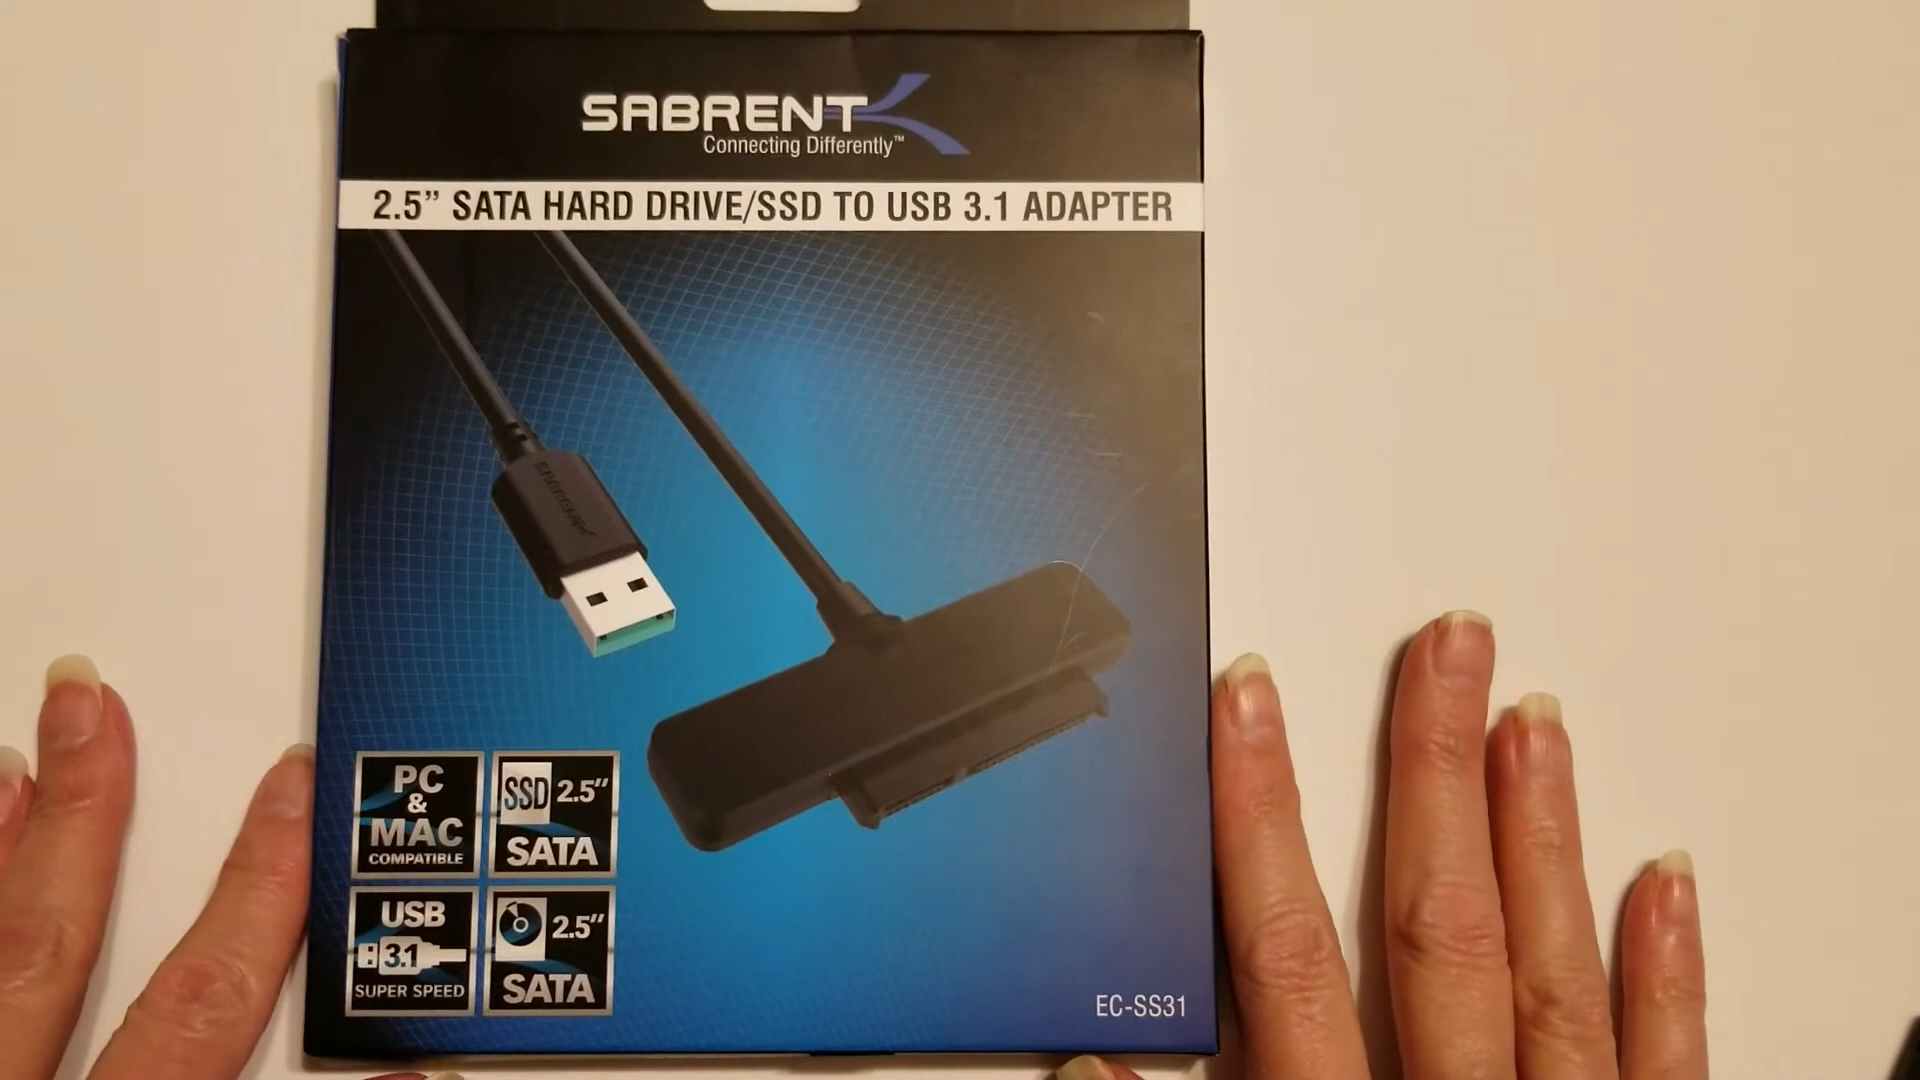 SABRENT
Connecting Differently™
2.5” SATA HARD DRIVE/SSD TO USB 3.1 ADAPTER
SABRENT
PC
&
MAC
COMPATIBLE
SSD 2.5”
SATA
USB
3.1
SUPER SPEED
2.5”
SATA
EC-SS31